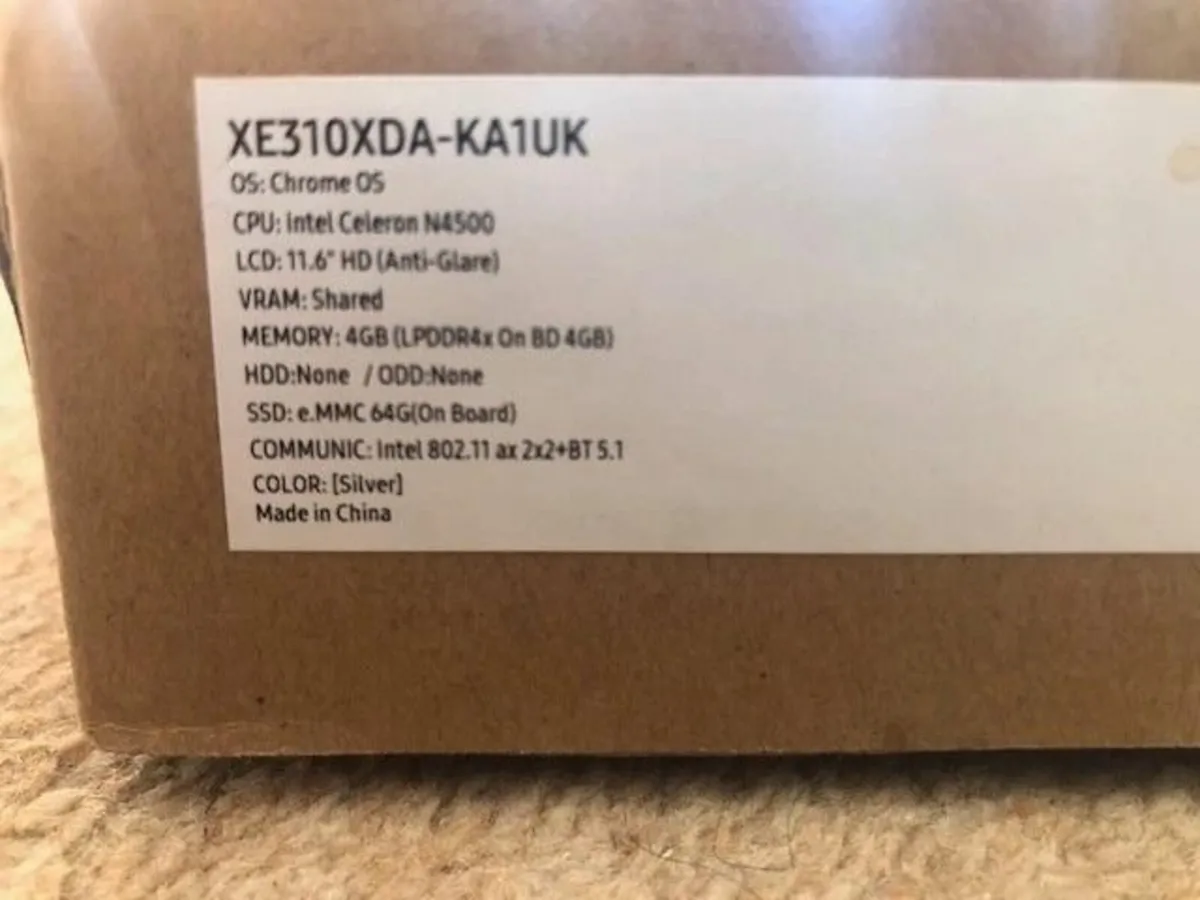 XE310XDA-KA1UK
OS: Chrome OS
CPU: Intel Celeron N4500
LCD: 11.6" HD (Anti-Glare)
VRAM: Shared
MEMORY: 4GB (LPDDR4x On BD 4GB)
HDD:None / ODD:None
SSD: e.MMC 64G(On Board)
COMMUNIC: Intel 802.11 ax 2x2+BT 5.1
COLOR: [Silver]
Made in China